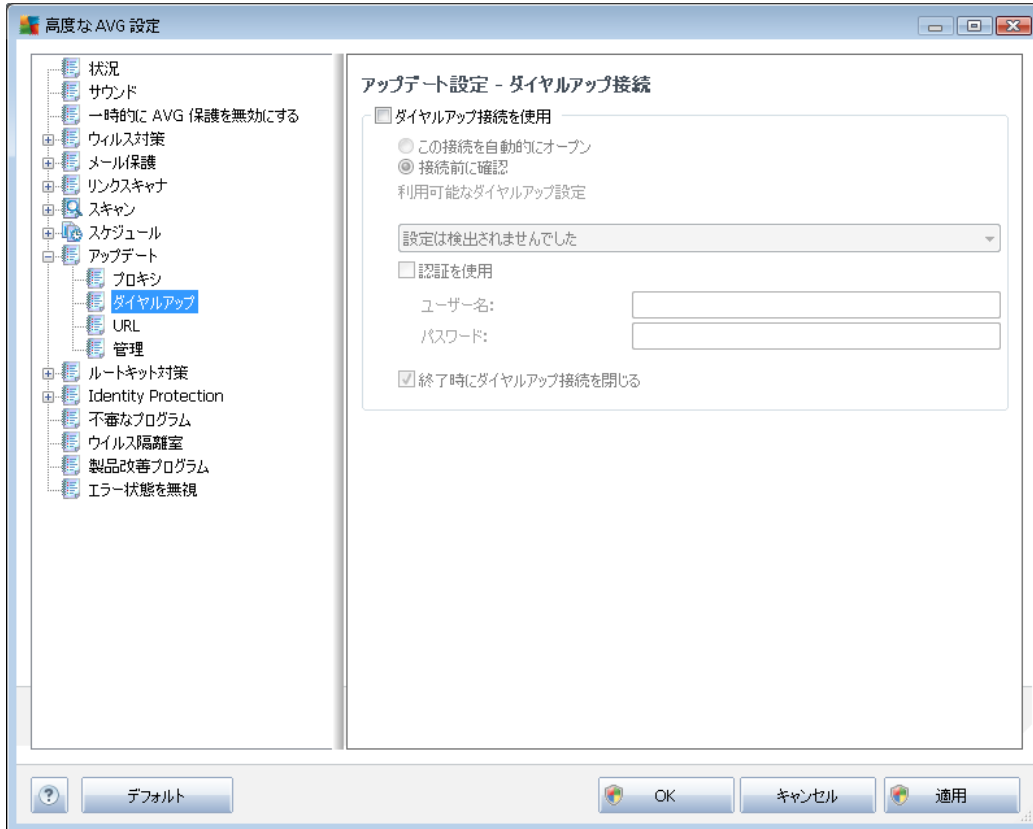 高度な AVG 設定
状況
サウンド
一時的に AVG 保護を無効にする
ウィルス対策
メール保護
リンクスキャナ
スキャン
スケジュール
アップデート
プロキシ
ダイヤルアップ
URL
管理
ルートキット対策
Identity Protection
不審なプログラム
ウイルス隔離室
製品改善プログラム
エラー状態を無視
アップデート設定 - ダイヤルアップ接続
ダイヤルアップ接続を使用
この接続を自動的にオープン
接続前に確認
利用可能なダイヤルアップ設定
設定は検出されませんでした
認証を使用
ユーザー名:
パスワード:
終了時にダイヤルアップ接続を閉じる
? デフォルト OK キャンセル 適用